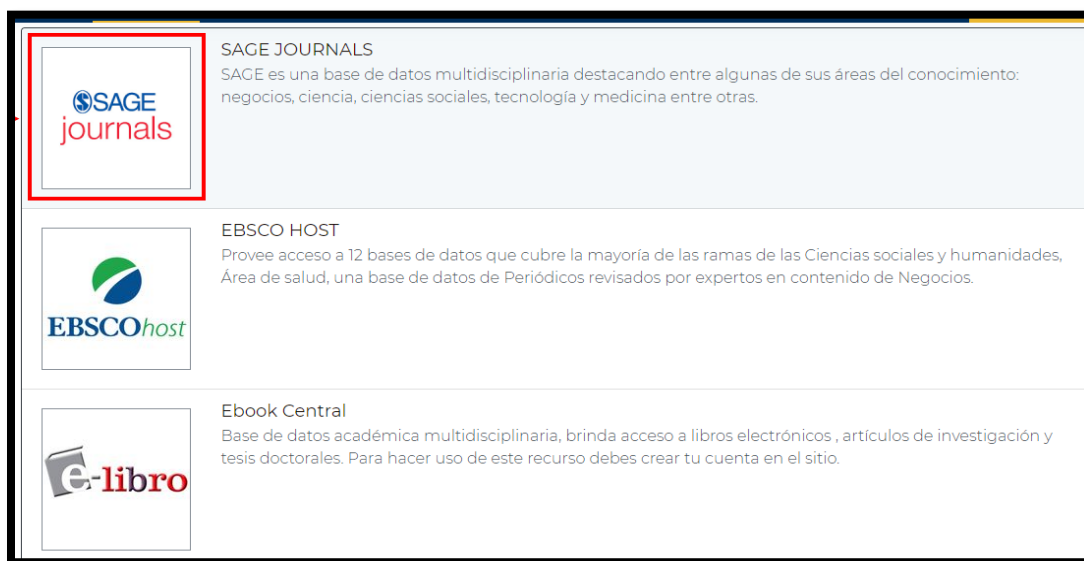 SAGE
journals
SAGE JOURNALS
SAGE es una base de datos multidisciplinaria destacando entre algunas de sus áreas del conocimiento:
negocios, ciencia, ciencias sociales, tecnología y medicina entre otras.
EBSCOhost
EBSCO HOST
Provee acceso a 12 bases de datos que cubre la mayoría de las ramas de las Ciencias sociales y humanidades,
Área de salud, una base de datos de Periódicos revisados por expertos en contenido de Negocios.
e-libro
Ebook Central
Base de datos académica multidisciplinaria, brinda acceso a libros electrónicos , artículos de investigación y
tesis doctorales. Para hacer uso de este recurso debes crear tu cuenta en el sitio.